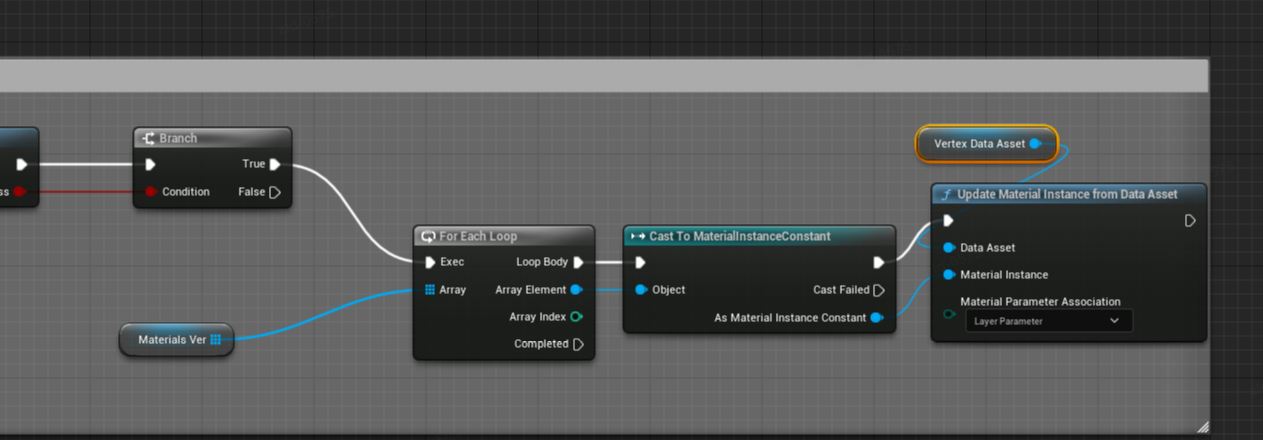 Branch
Vertex Data Asset
True
ss
Condition
False
Update Material Instance from Data Asset
For Each Loop
Cast To MaterialInstanceConstant
Exec
Loop Body
Data Asset
Array
Array Element
Object
Cast Failed
Material Instance
Array Index
As Material Instance Constant
Material Parameter Association
Layer Parameter
Materials Ver
Completed